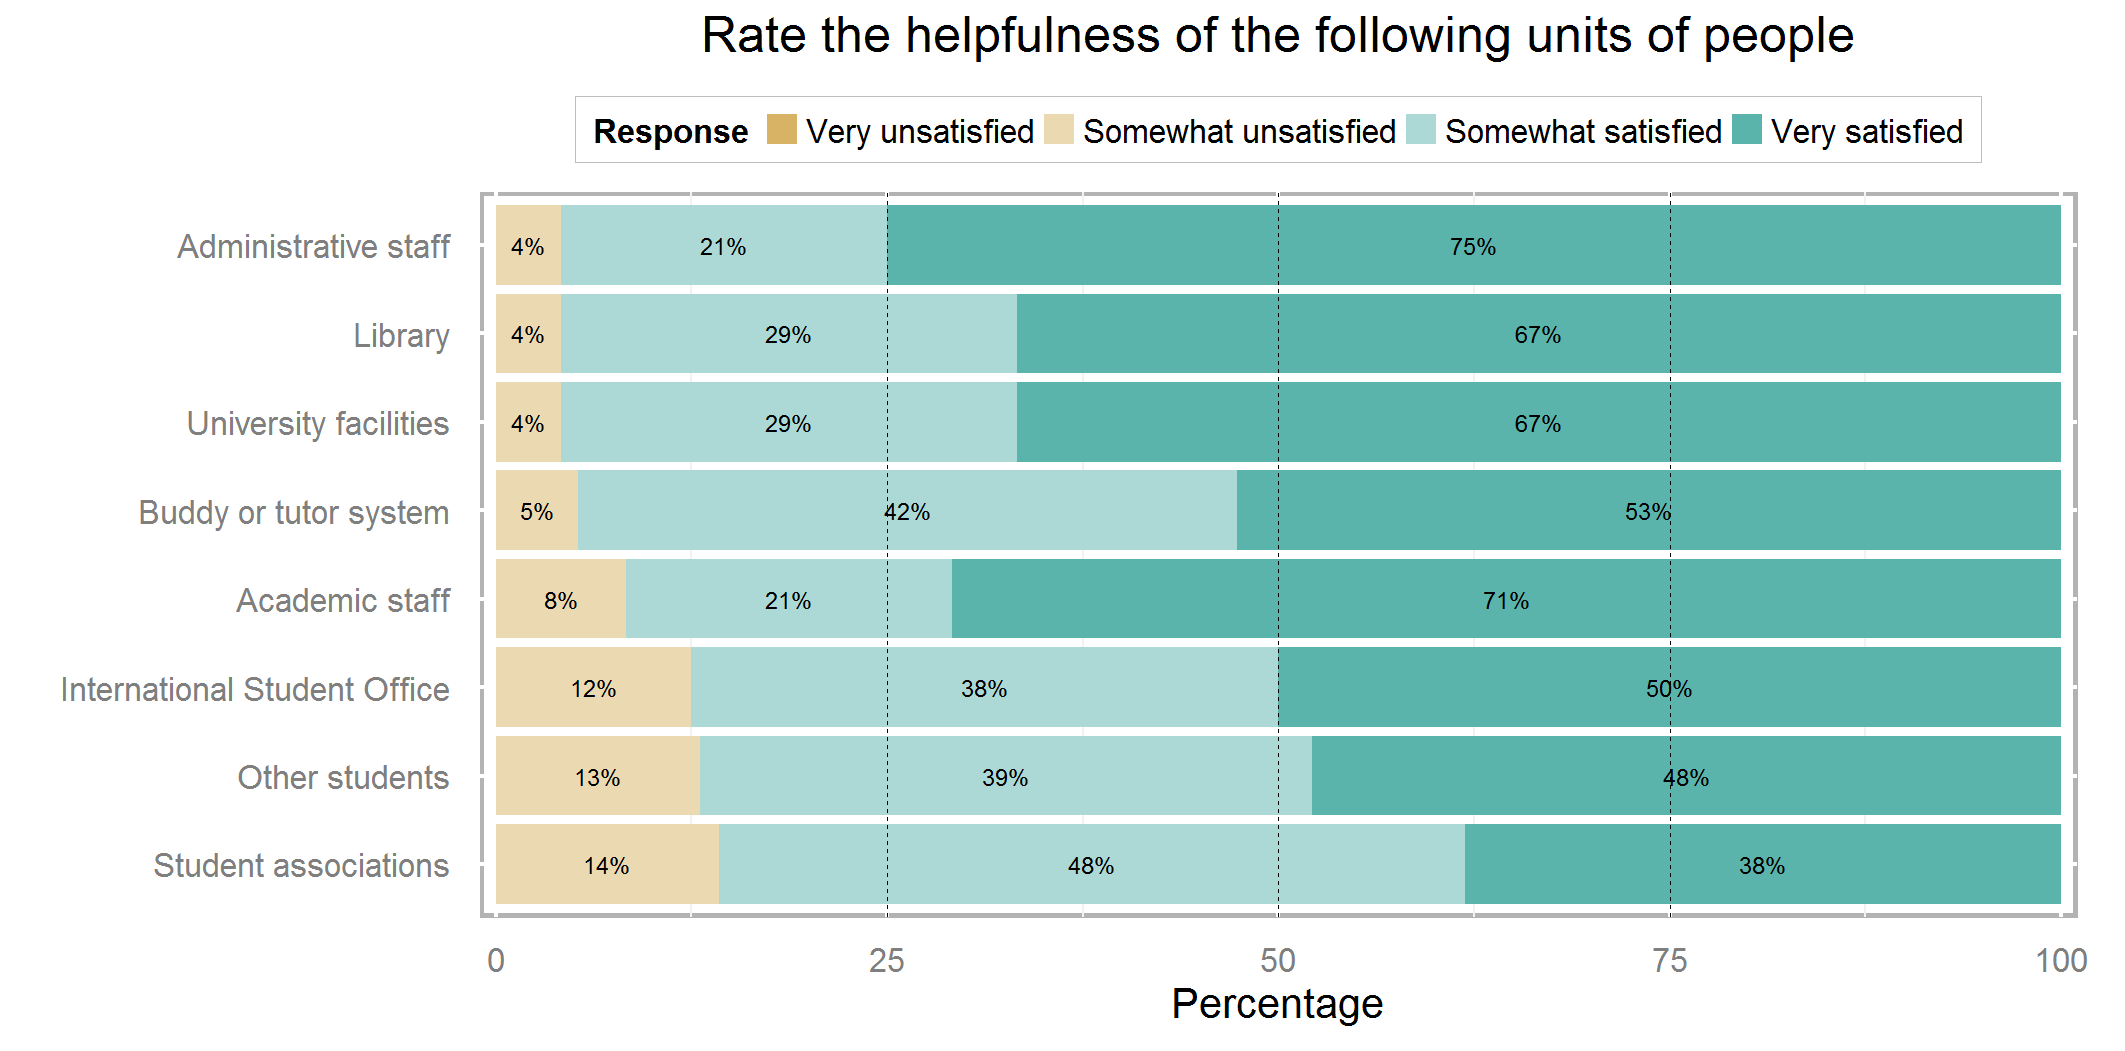 Rate the helpfulness of the following units of people
Response Very unsatisfied Somewhat unsatisfied Somewhat satisfied Very satisfied
Administrative staff 4% 21% 75%
Library 4% 29% 67%
University facilities 4% 29% 67%
Buddy or tutor system 5% 42% 53%
Academic staff 8% 21% 71%
International Student Office 12% 38% 50%
Other students 13% 39% 48%
Student associations 14% 48% 38%
0 25 50 75 100
Percentage